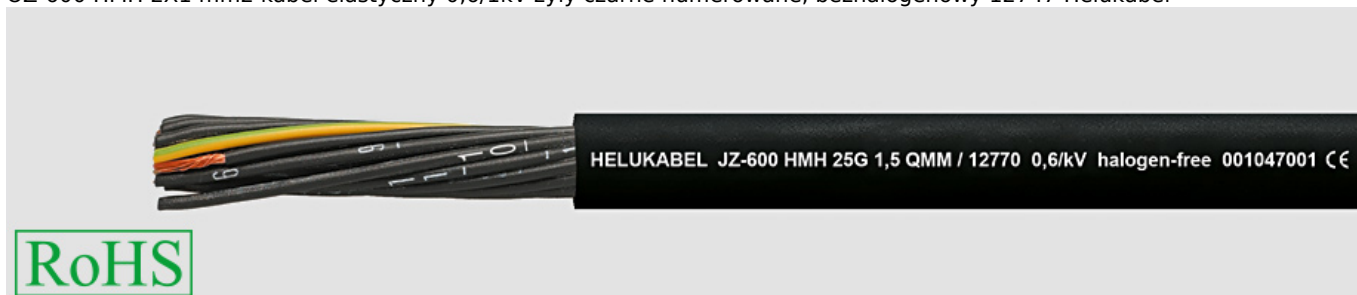 OZ-600 HMH 2X1 mm2 kabel elastyczny 0,6/1kV żyły czarne numerowane, bezhalogenowy 12747 Helukabel
HELUKABEL JZ-600 HMH 25G 1,5 QMM / 12770 0,6/kV halogen-free 001047001 CE
RoHS